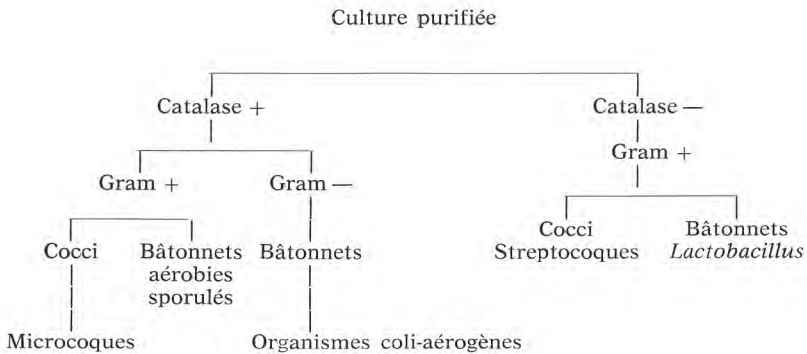 Culture purifiée
Catalase + Catalase —
Gram +
Gram + Gram —
Cocci Bâtonnets
Streptocoques Lactobacillus
Cocci Bâtonnets Bâtonnets
aérobies
sporulés
Microcoques Organismes coli-aérogènes